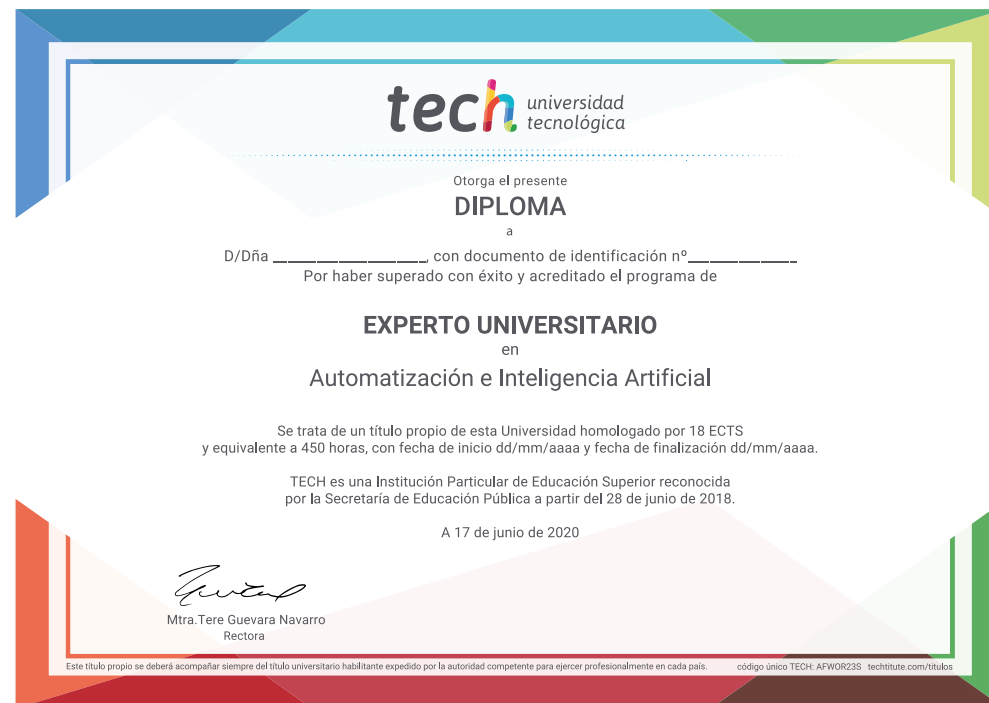 tech universidad
tecnológica
Otorga el presente
DIPLOMA
a
D/Dña ____________________, con documento de identificación nº______________
Por haber superado con éxito y acreditado el programa de
EXPERTO UNIVERSITARIO
en
Automatización e Inteligencia Artificial
Se trata de un título propio de esta Universidad homologado por 18 ECTS
y equivalente a 450 horas, con fecha de inicio dd/mm/aaaa y fecha de finalización dd/mm/aaaa.
TECH es una Institución Particular de Educación Superior reconocida
por la Secretaría de Educación Pública a partir del 28 de junio de 2018.
A 17 de junio de 2020
Mtra.Tere Guevara Navarro
Rectora
Este título propio se deberá acompañar siempre del título universitario habilitante expedido por la autoridad competente para ejercer profesionalmente en cada país. código único TECH: AFWOR23S techtitute.com/titulos